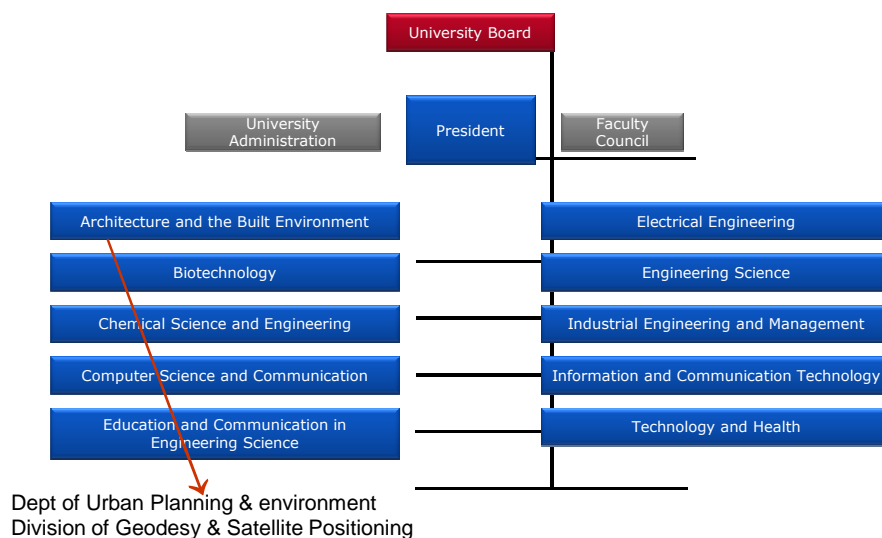 University Board
University
Administration
President
Faculty
Council
Architecture and the Built Environment
Electrical Engineering
Biotechnology
Engineering Science
Chemical Science and Engineering
Industrial Engineering and Management
Computer Science and Communication
Information and Communication Technology
Education and Communication in
Engineering Science
Technology and Health
Dept of Urban Planning & environment
Division of Geodesy & Satellite Positioning